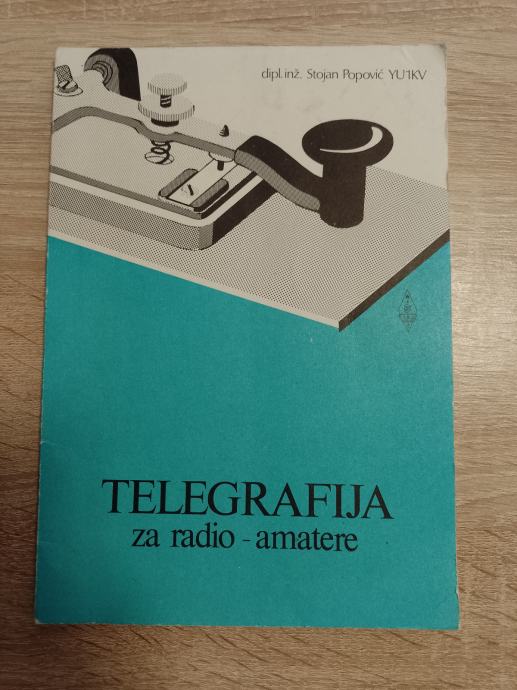 dipl. inž. Stojan Popović YU1KV
TELEGRAFIJA
za radio - amatere